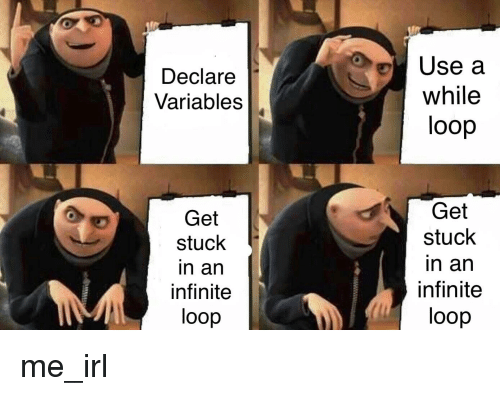 Declare
Variables
Use a
while
loop
Get
stuck
in an
infinite
loop
Get
stuck
in an
infinite
loop
me_irl